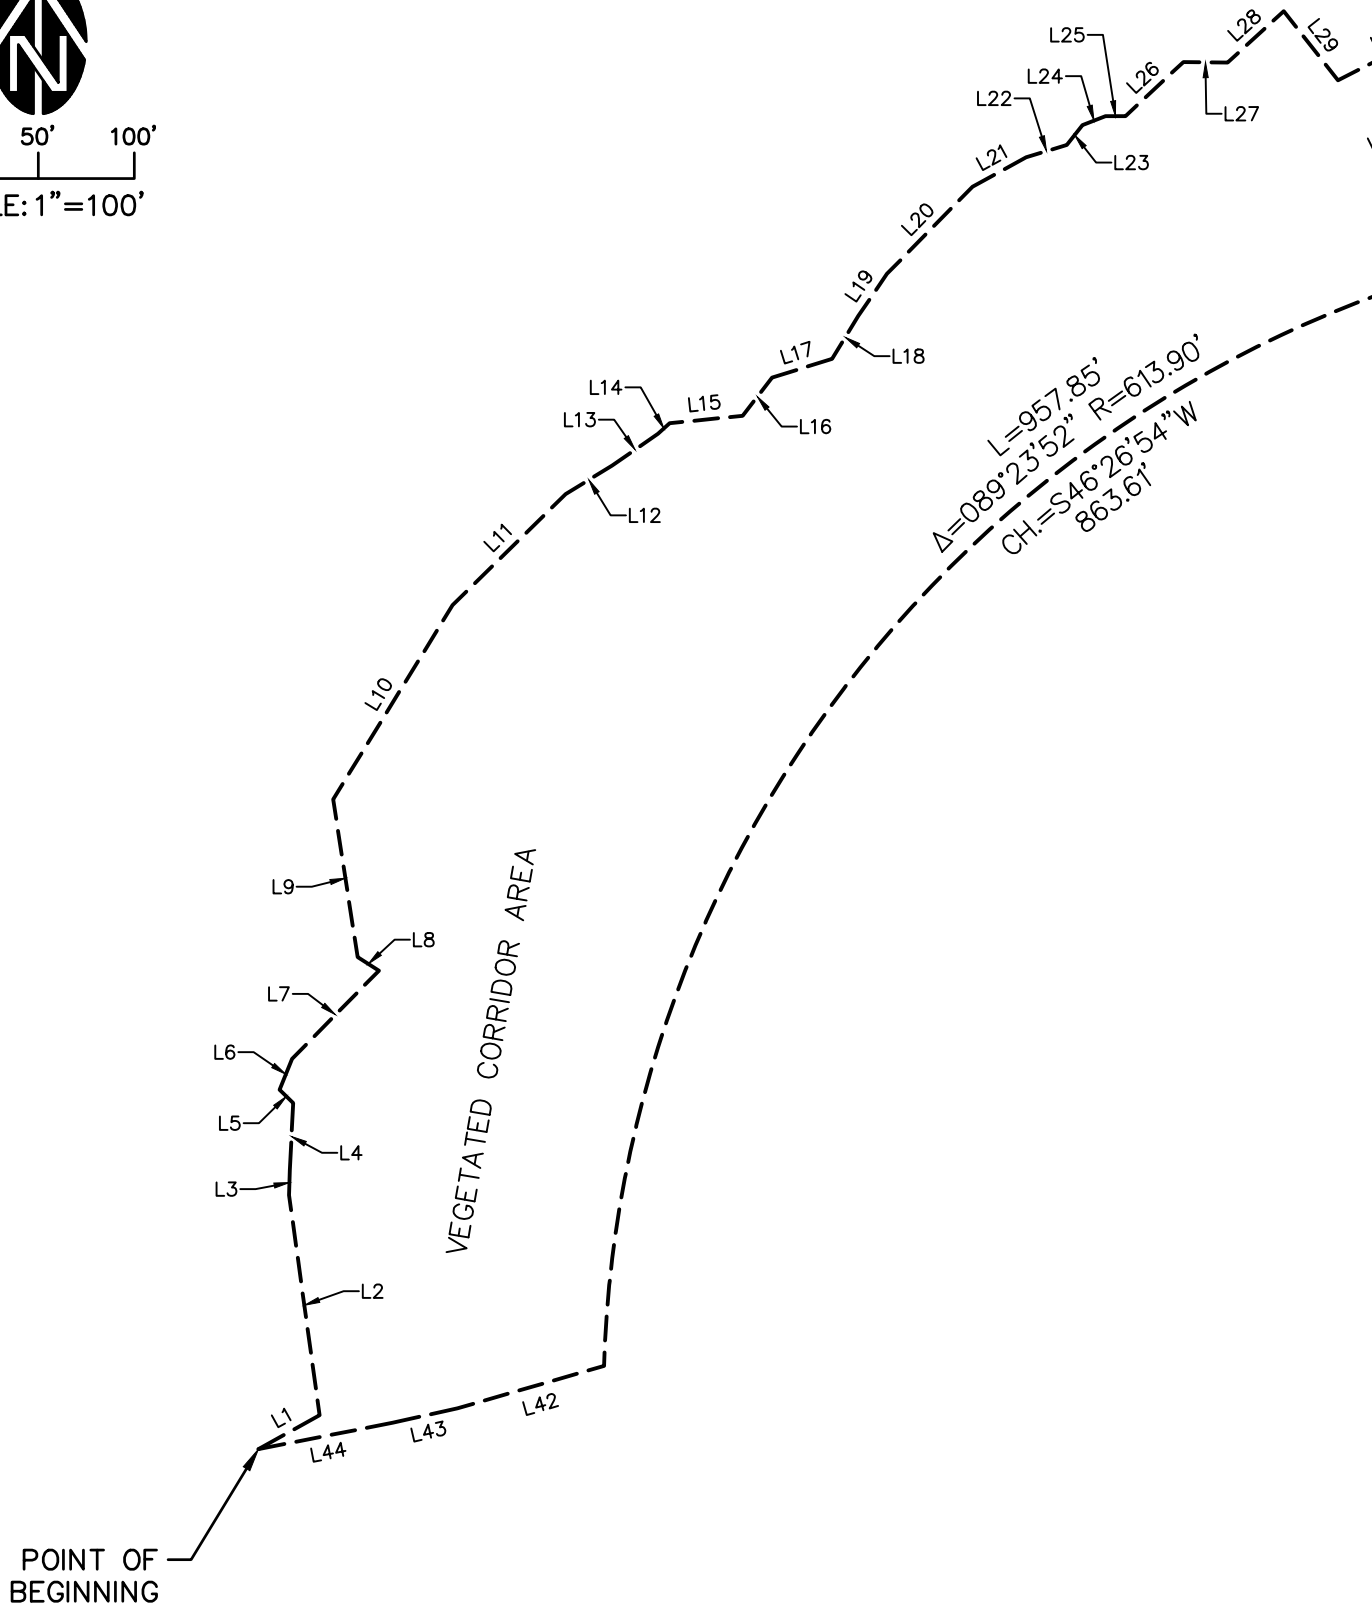 N
50' 100'
LE: 1"=100'
L28
L29
L25
L24
L26
L22
L27
L23
L21
L20
L19
L18
L17
L14
L15
L13
L16
L12
L11
L10
L=957.85'
Δ=089°23'52" R=613.90'
CH.=S46°26'54"W
863.61'
L9
L8
L7
L6
L5
L4
L3
L2
VEGETATED CORRIDOR AREA
L1
L42
L43
L44
POINT OF
BEGINNING